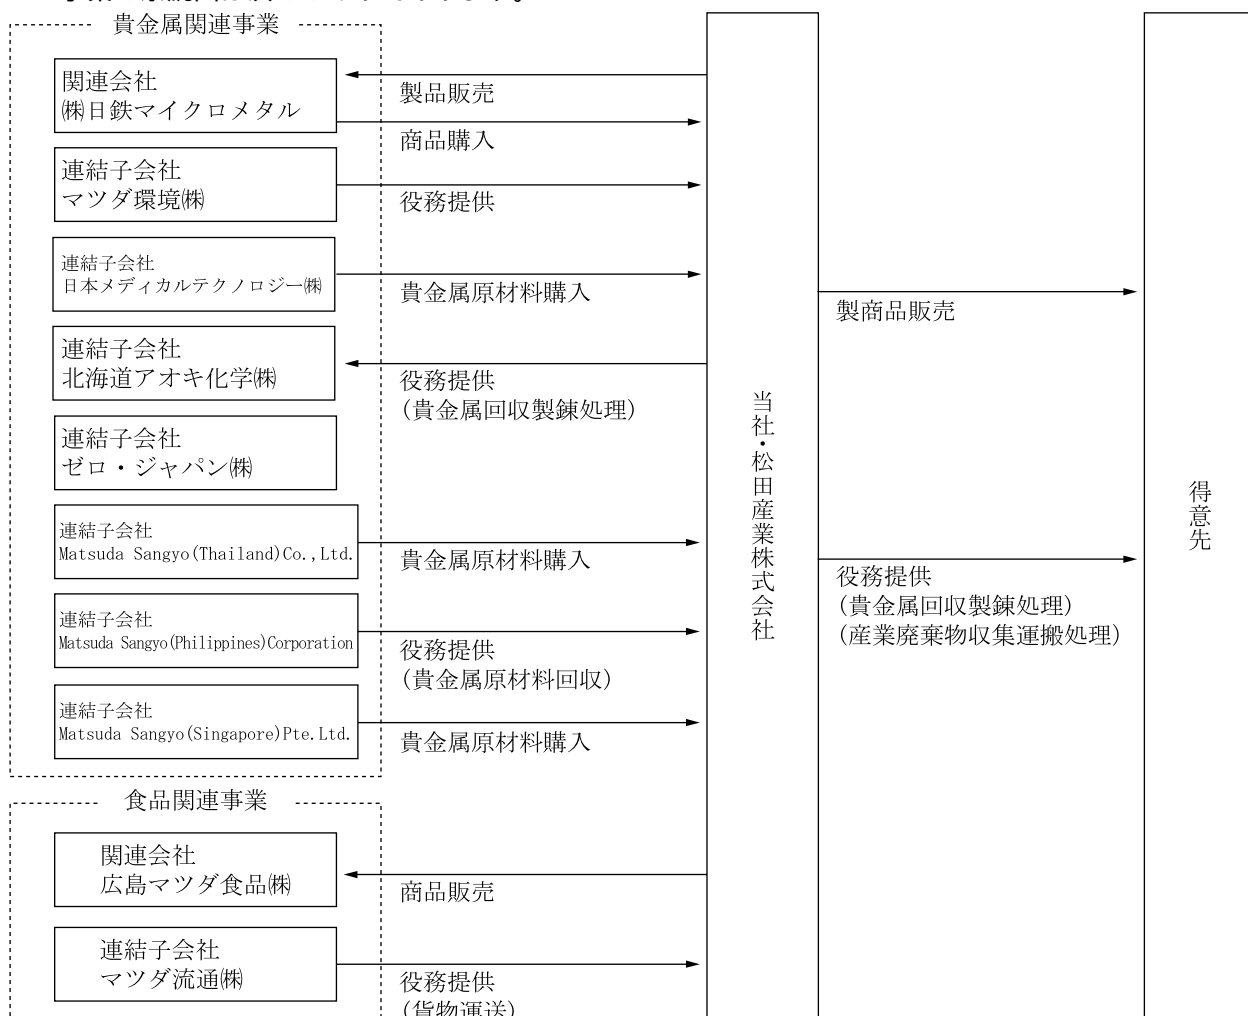 貴金属関連事業
関連会社
㈱日鉄マイクロメタル
製品販売
商品購入
連結子会社
マツダ環境㈱
役務提供
連結子会社
日本メディカルテクノロジー㈱
貴金属原材料購入
連結子会社
北海道アオキ化学㈱
役務提供
(貴金属回収製錬処理)
連結子会社
ゼロ・ジャパン㈱
連結子会社
Matsuda Sangyo(Thailand)Co.,Ltd.
貴金属原材料購入
連結子会社
Matsuda Sangyo(Philippines)Corporation
役務提供
(貴金属原材料回収)
連結子会社
Matsuda Sangyo(Singapore)Pte.Ltd.
貴金属原材料購入
食品関連事業
関連会社
広島マツダ食品㈱
商品販売
連結子会社
マツダ流通㈱
役務提供
(貨物運送)
当社・松田産業株式会社
製商品販売
役務提供
(貴金属回収製錬処理)
(産業廃棄物収集運搬処理)
得意先